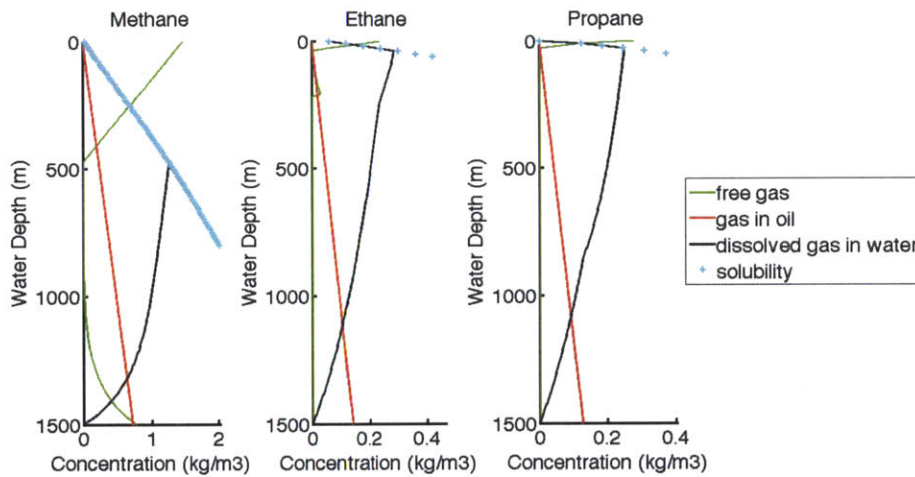 Methane
Ethane
Propane
0
500
1000
1500
Water Depth (m)
0
1
2
Concentration (kg/m3)
0
500
1000
1500
Water Depth (m)
0
0.2
0.4
Concentration (kg/m3)
0
500
1000
1500
Water Depth (m)
0
0.2
0.4
Concentration (kg/m3)
free gas
gas in oil
dissolved gas in water
solubility